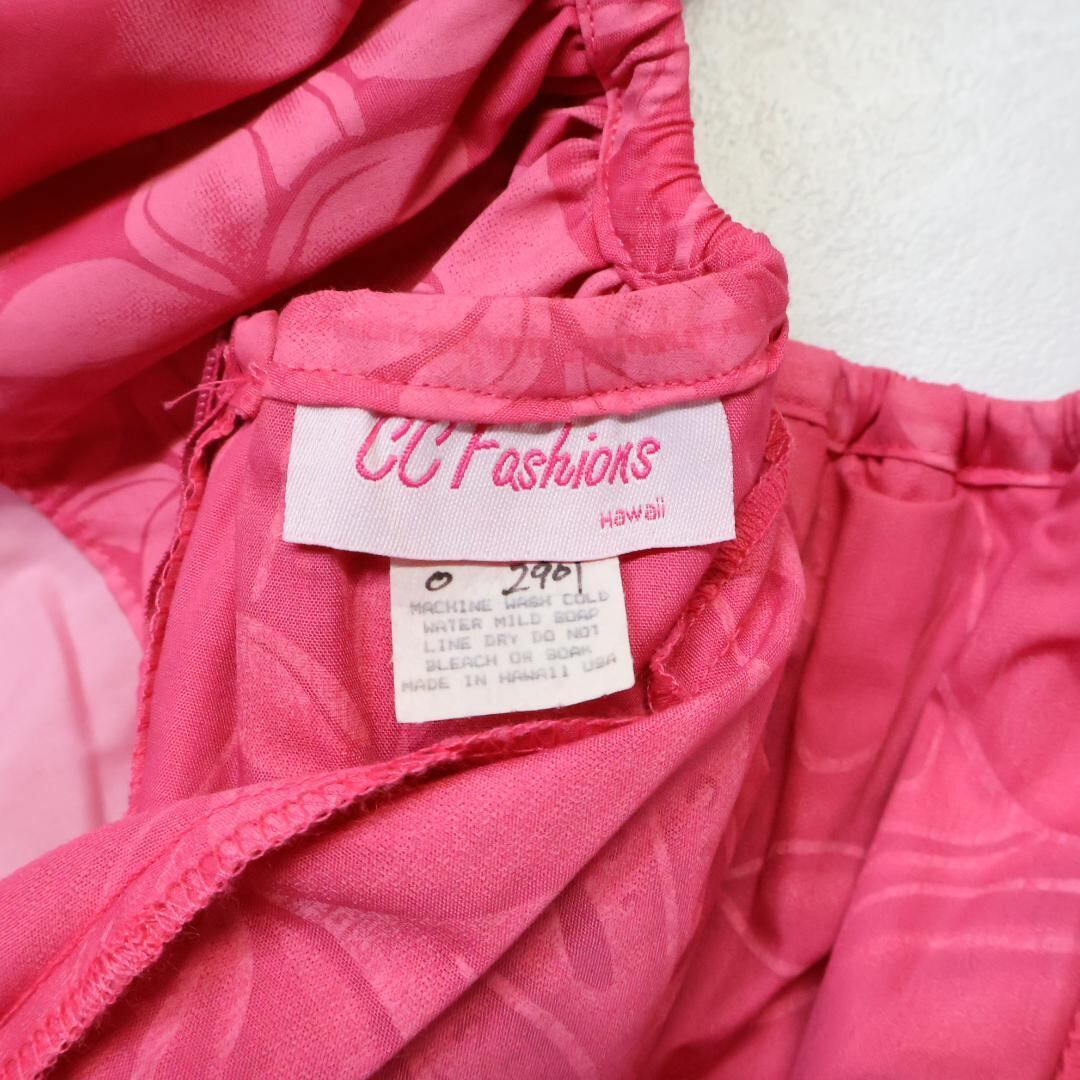 CC Fashions
Hawaii
0 2901
MACHINE WASH COLD
WATER MILD SOAP
LINE DRY DO NOT
BLEACH OR SOAK
MADE IN HAWAII USA